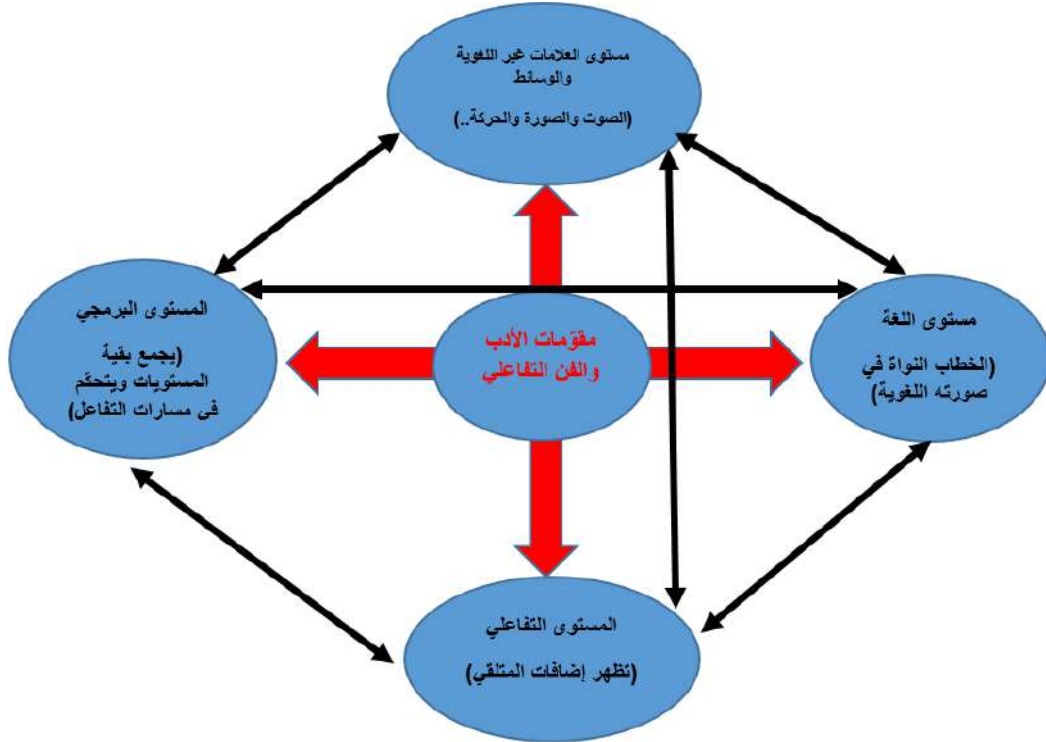 مستوى العلامات غير اللغوية
والوسائط
(الصوت والصورة والحركة..)
مستوى اللغة
(الخطاب النواة في
صورته اللغوية)
مقوّمات الأدب
والفن التفاعلي
المستوى البرمجي
(يجمع بقية
المستويات ويتحكّم
في مسارات التفاعل)
المستوى التفاعلي
(تظهر إضافات المتلقي)